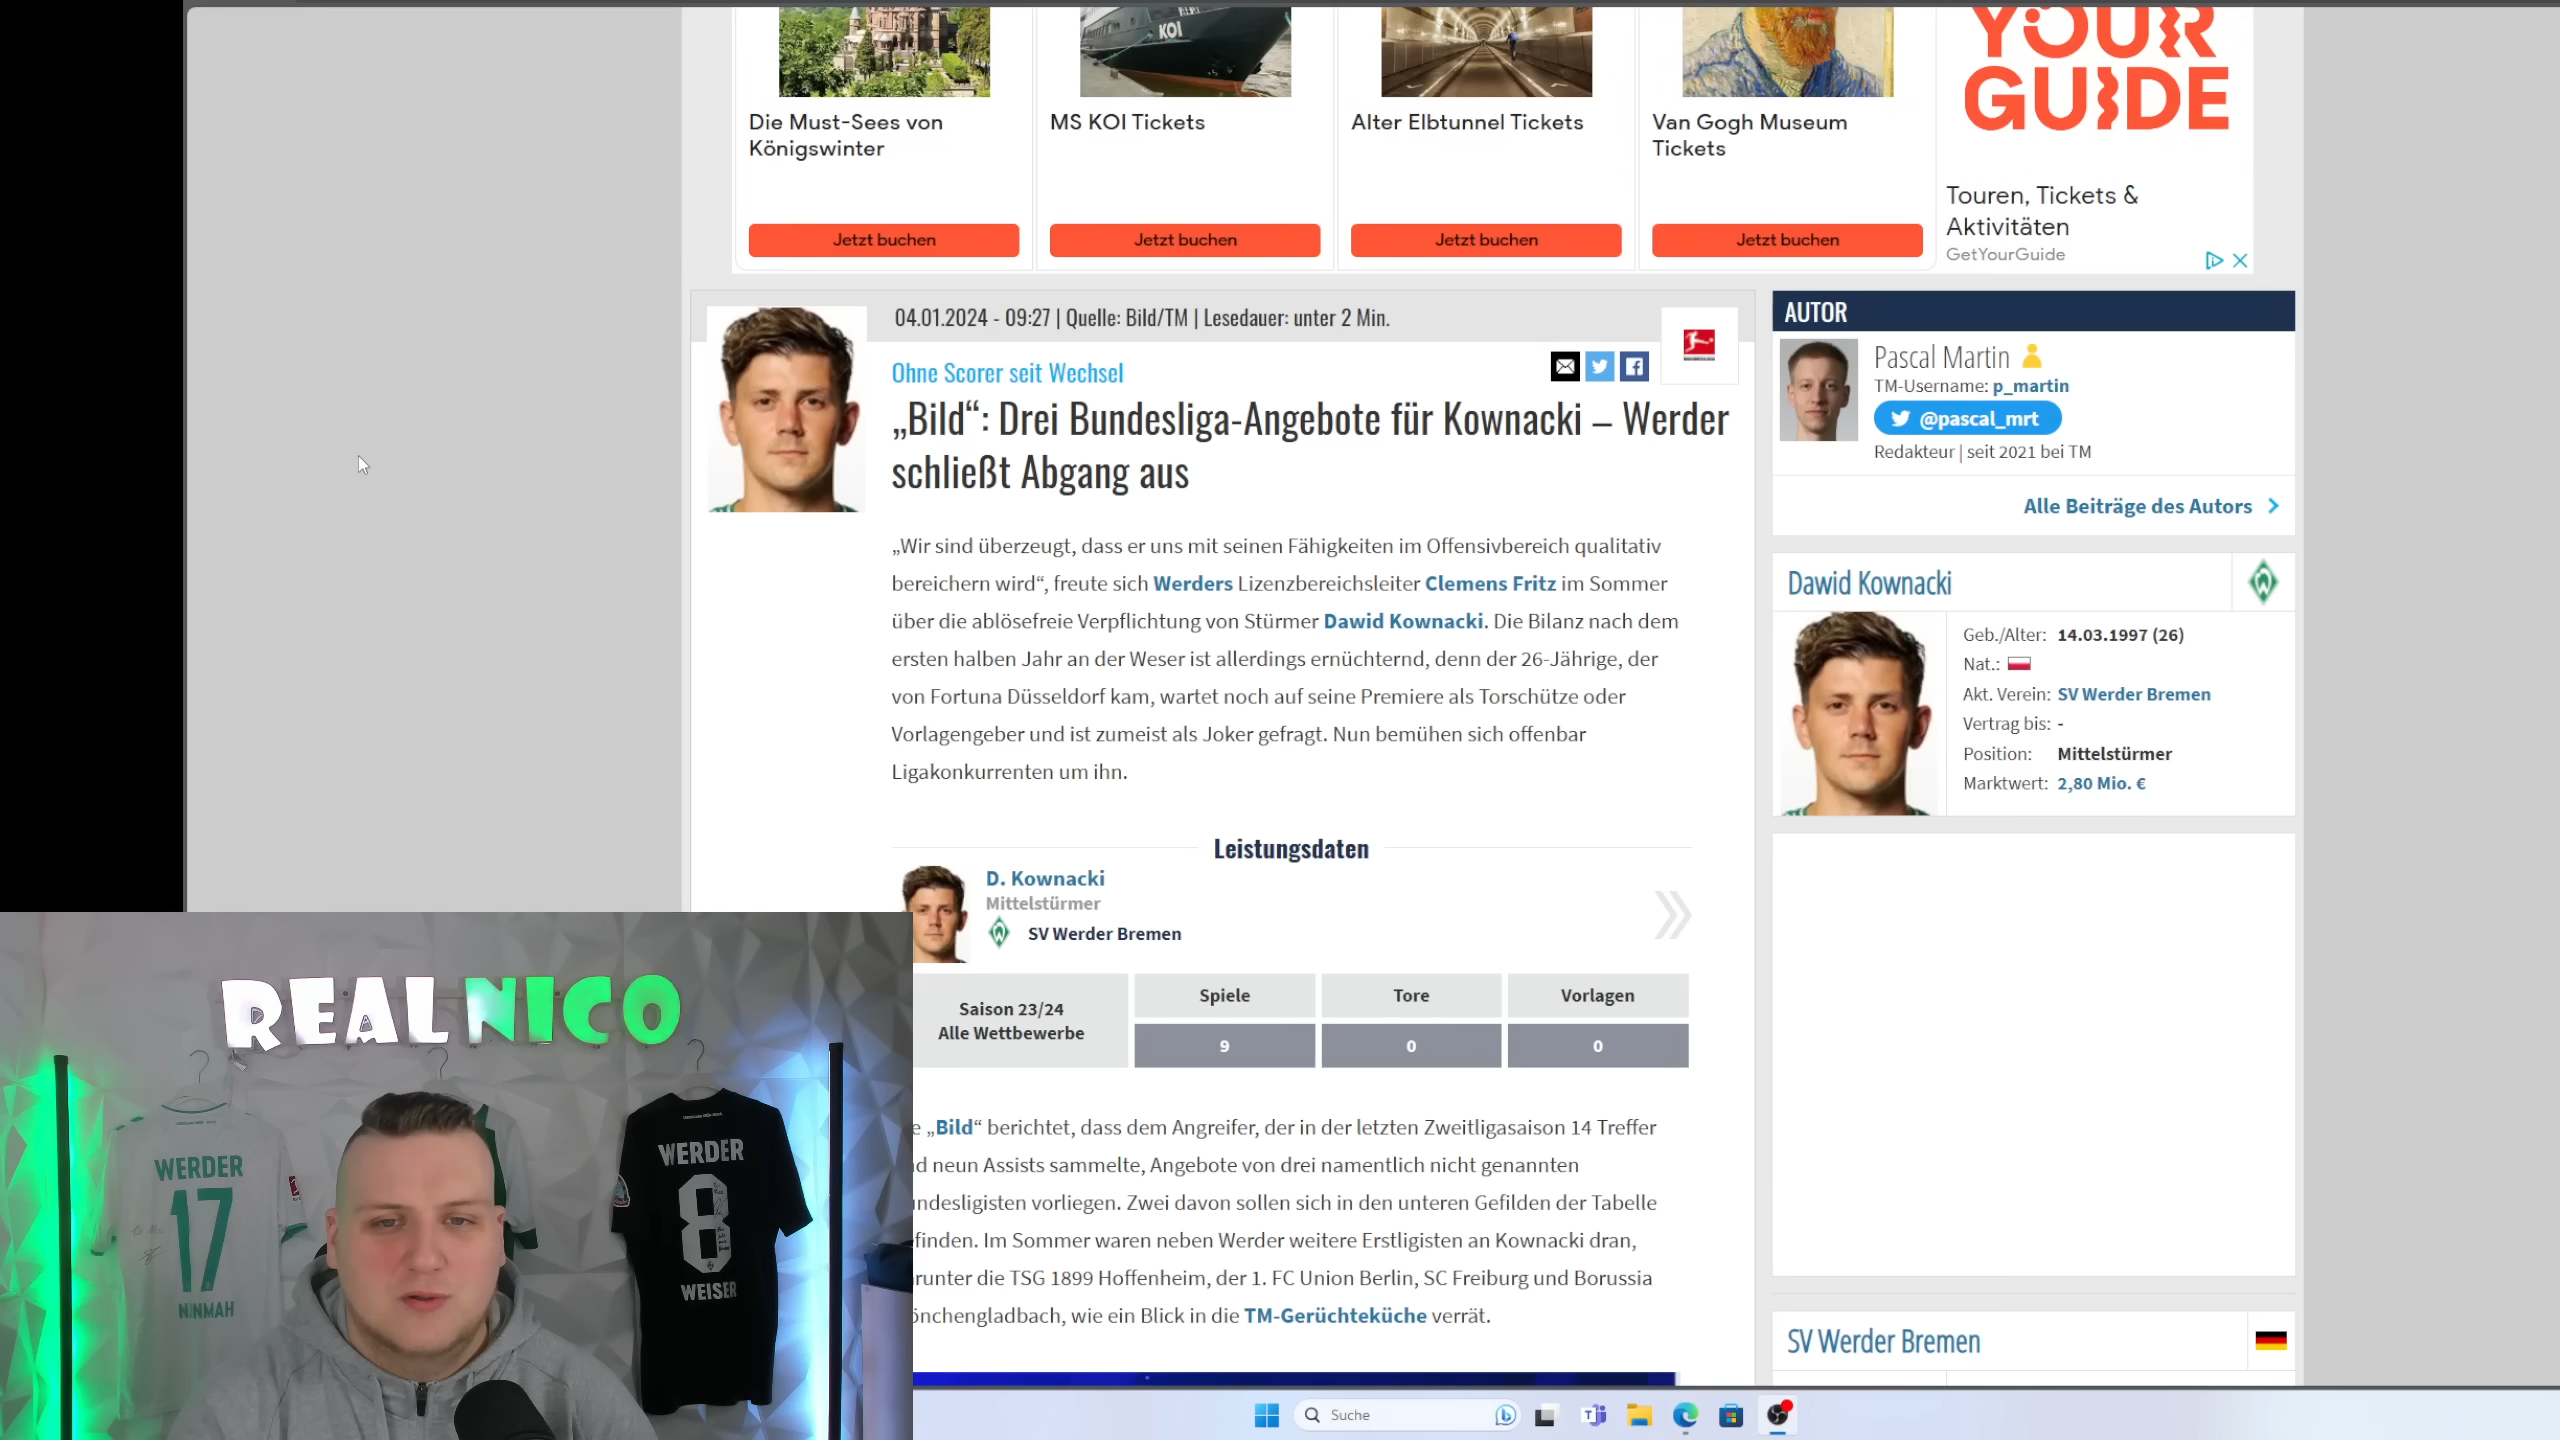 YOUR
GUIDE
KOI
Die Must-Sees von
Königswinter
MS KOI Tickets
Alter Elbtunnel Tickets
Van Gogh Museum
Tickets
Touren, Tickets &
Aktivitäten
GetYourGuide
Jetzt buchen
Jetzt buchen
Jetzt buchen
Jetzt buchen
04.01.2024 - 09:27 | Quelle: Bild/TM | Lesedauer: unter 2 Min.
Ohne Scorer seit Wechsel
„Bild“: Drei Bundesliga-Angebote für Kownacki – Werder
schließt Abgang aus
„Wir sind überzeugt, dass er uns mit seinen Fähigkeiten im Offensivbereich qualitativ
bereichern wird“, freute sich Werders Lizenzbereichsleiter Clemens Fritz im Sommer
über die ablösefreie Verpflichtung von Stürmer Dawid Kownacki. Die Bilanz nach dem
ersten halben Jahr an der Weser ist allerdings ernüchternd, denn der 26-Jährige, der
von Fortuna Düsseldorf kam, wartet noch auf seine Premiere als Torschütze oder
Vorlagengeber und ist zumeist als Joker gefragt. Nun bemühen sich offenbar
Ligakonkurrenten um ihn.
Leistungsdaten
D. Kownacki
Mittelstürmer
SV Werder Bremen
Saison 23/24
Alle Wettbewerbe
Spiele
Tore
Vorlagen
9
0
0
e „Bild“ berichtet, dass dem Angreifer, der in der letzten Zweitligasaison 14 Treffer
d neun Assists sammelte, Angebote von drei namentlich nicht genannten
ndesligisten vorliegen. Zwei davon sollen sich in den unteren Gefilden der Tabelle
finden. Im Sommer waren neben Werder weitere Erstligisten an Kownacki dran,
runter die TSG 1899 Hoffenheim, der 1. FC Union Berlin, SC Freiburg und Borussia
önchengladbach, wie ein Blick in die TM-Gerüchteküche verrät.
AUTOR
Pascal Martin
TM-Username: p_martin
@pascal_mrt
Redakteur | seit 2021 bei TM
Alle Beiträge des Autors
Dawid Kownacki
Geb./Alter: 14.03.1997 (26)
Nat.:
Akt. Verein: SV Werder Bremen
Vertrag bis: -
Position: Mittelstürmer
Marktwert: 2,80 Mio. €
SV Werder Bremen
REAL NICO
WERDER
17
NINMAH
WERDER
8
WEISER
Suche